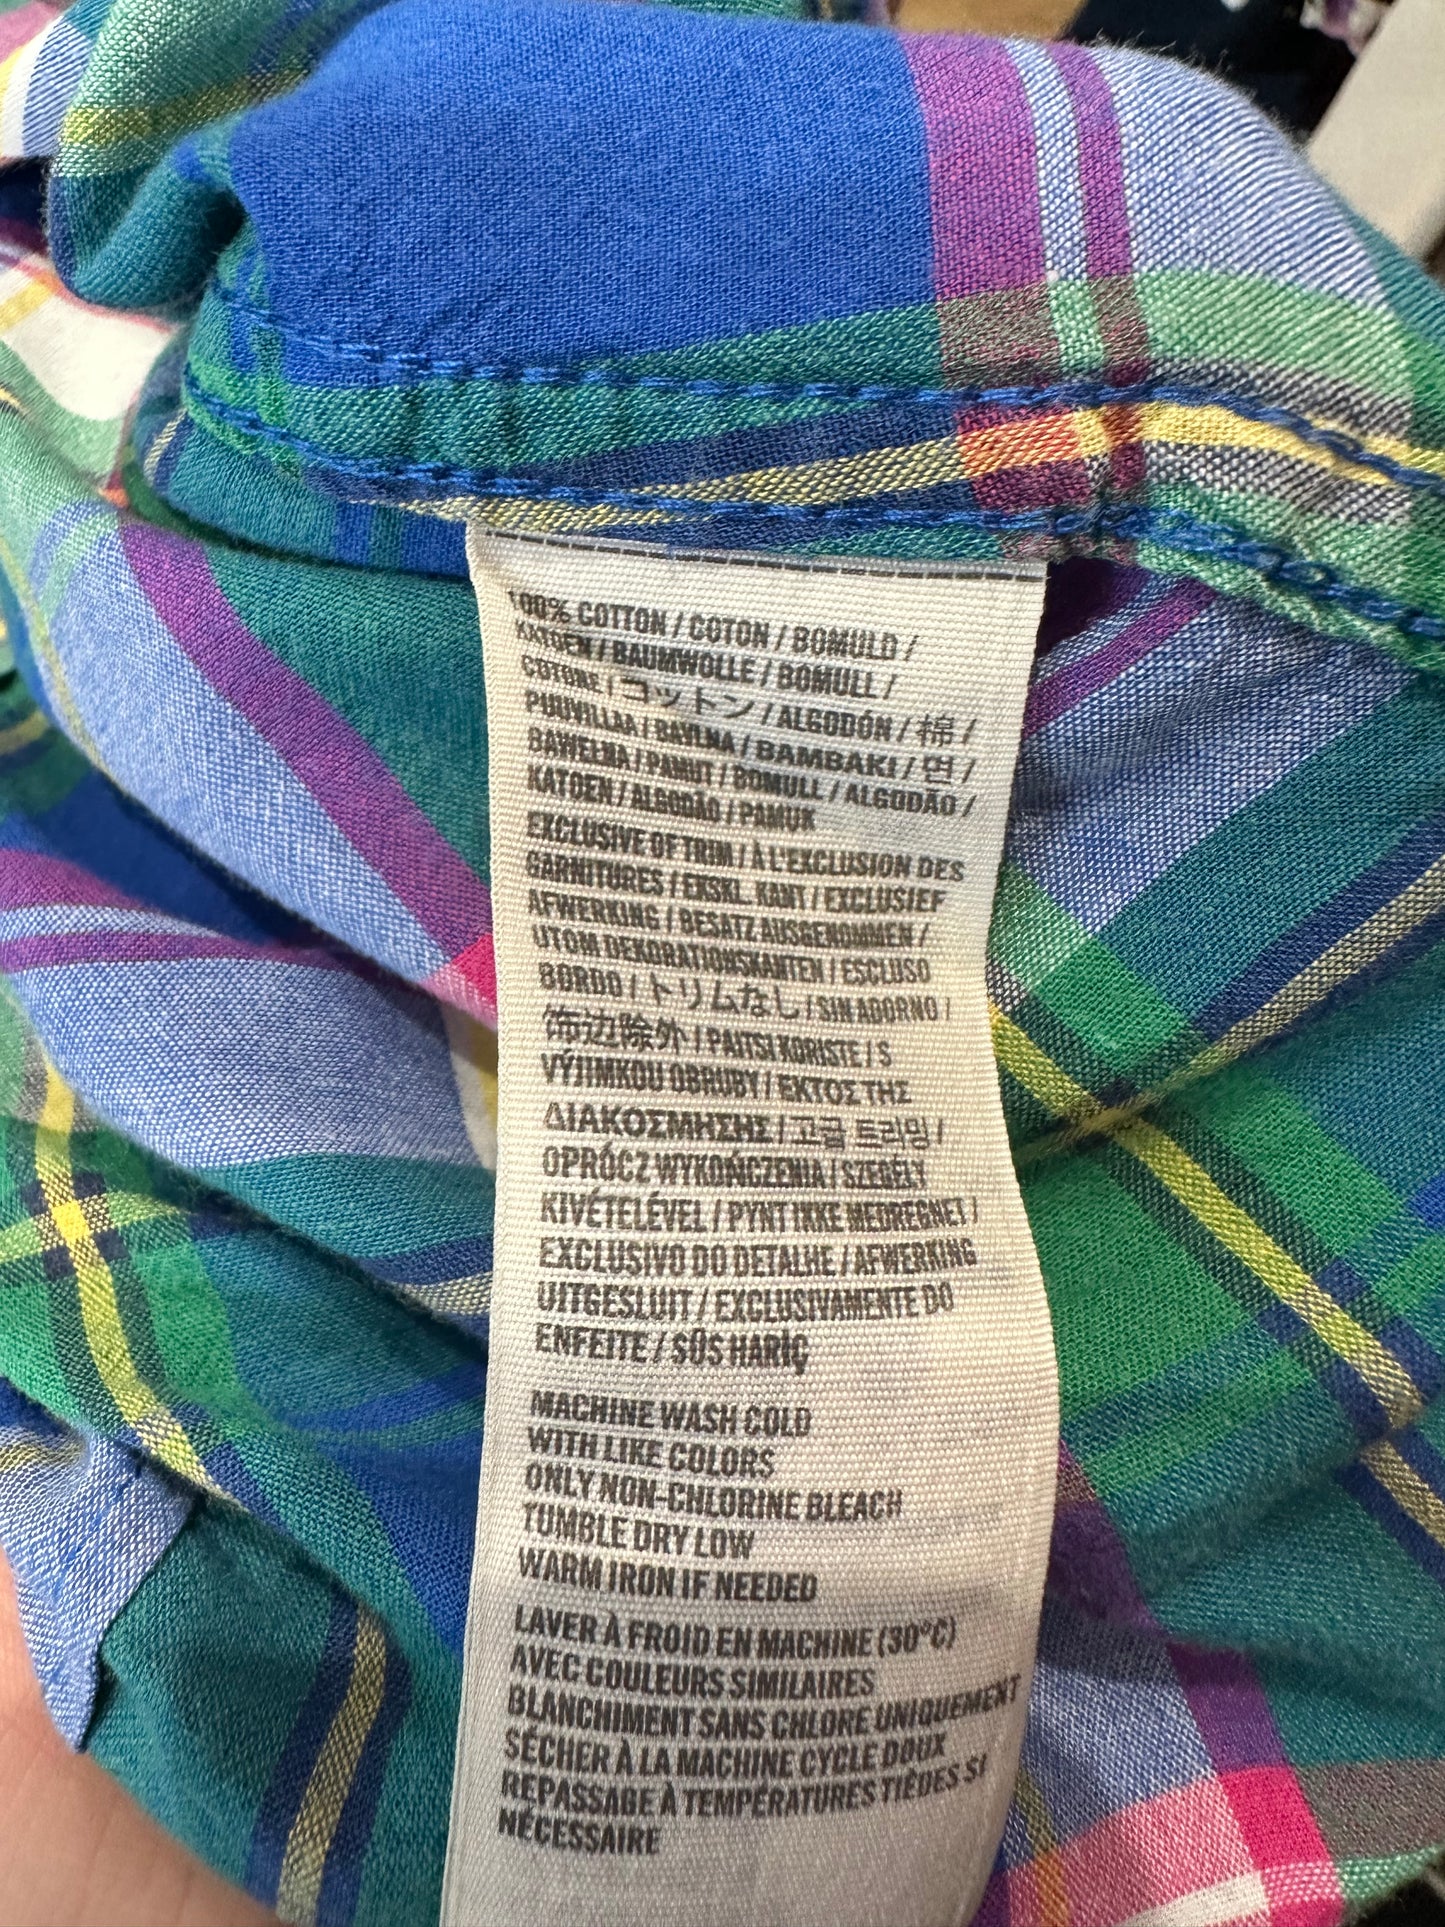 100% COTTON / COTON / BOMULD /
KATOEN / BAUMWOLLE / BOMULL /
COTONE / コットン / ALGODÓN / 棉 /
PUUVILLAA / BAVLNA / BAMBAKI / 면 /
BAWEŁNA / PAMUT / BOMULL / ALGODÃO /
KATOEN / ALGODÃO / PAMUK
EXCLUSIVE OF TRIM / À L'EXCLUSION DES
GARNITURES / EKSKL. KANT / EXCLUSIEF
AFWERKING / BESATZ AUSGENOMMEN /
UTOM DEKORATIONSKANTEN / ESCLUSO
BORDO / トリムなし / SIN ADORNO /
饰边除外 / PAITSI KORISTE / S
VÝJIMKOU OBRUBY / ΕΚΤΟΣ ΤΗΣ
ΔΙΑΚΟΣΜΗΣΗΣ / 고급 트리밍 /
OPRÓCZ WYKOŃCZENIA / SZEGÉLY
KIVÉTELÉVEL / PYNT IKKE MEDREGNET /
EXCLUSIVO DO DETALHE / AFWERKING
UITGESLUIT / EXCLUSIVAMENTE DO
ENFEITE / SÜS HARİÇ
MACHINE WASH COLD
WITH LIKE COLORS
ONLY NON-CHLORINE BLEACH
TUMBLE DRY LOW
WARM IRON IF NEEDED
LAVER À FROID EN MACHINE (30°C)
AVEC COULEURS SIMILAIRES
BLANCHIMENT SANS CHLORE UNIQUEMENT
SÉCHER À LA MACHINE CYCLE DOUX
REPASSAGE À TEMPÉRATURES TIÈDES SI
NÉCESSAIRE